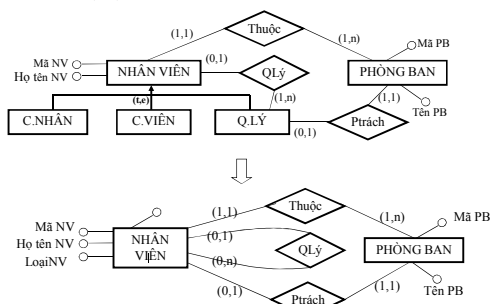 (1,1)
Thuộc
(1,n)
Mã PB
Mã NV
Họ tên NV
NHÂN VIÊN
(0,1)
QLý
PHÒNG BAN
(t,e)
(1,n)
(1,1)
Tên PB
C.NHÂN
C.VIÊN
Q.LÝ
(0,1)
Ptrách
Thuộc
(1,1)
(1,n)
Mã PB
Mã NV
Họ tên NV
LoạiNV
NHÂN
VIÊN
(0,1)
QLý
(0,n)
PHÒNG BAN
(0,1)
(1,1)
Tên PB
Ptrách